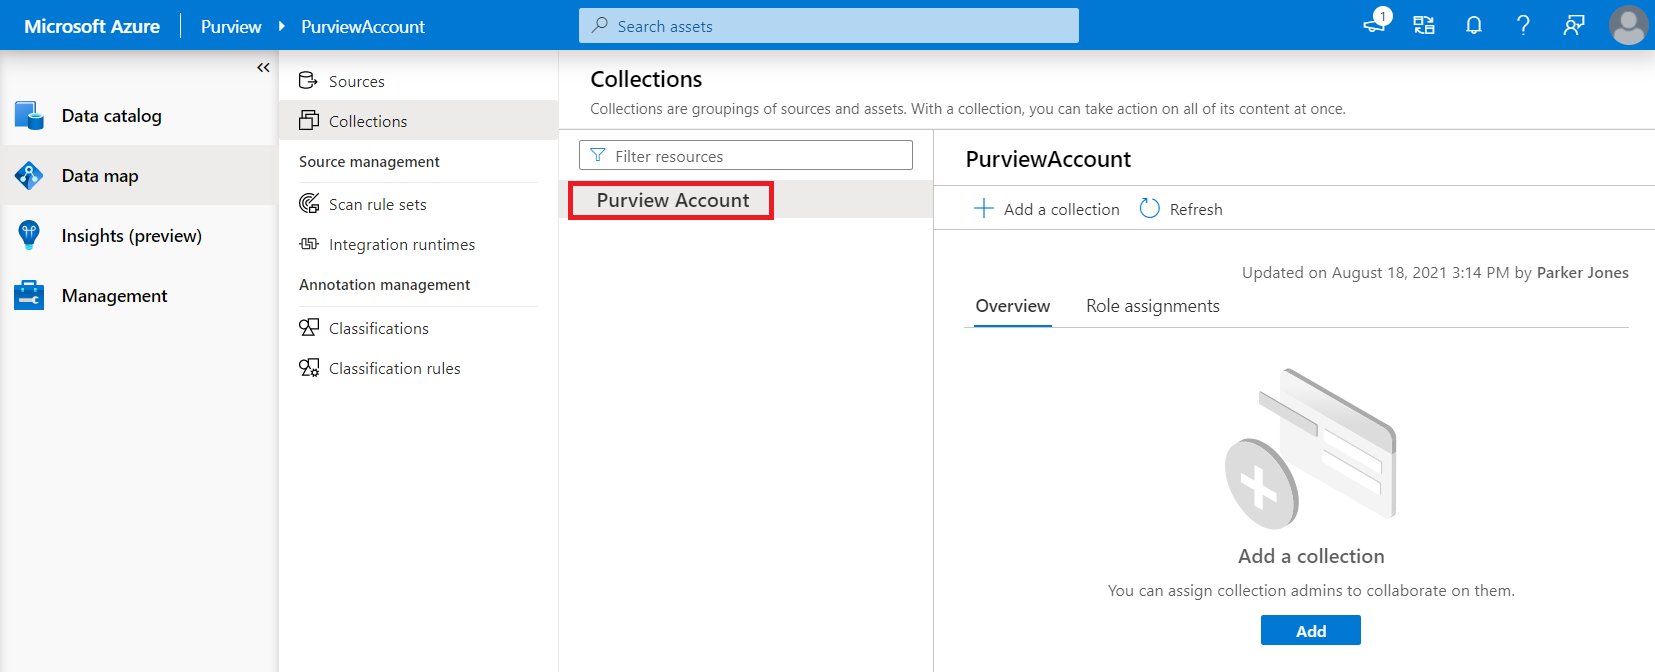 Microsoft Azure
Purview
PurviewAccount
Search assets
1
Data catalog
Data map
Insights (preview)
Management
Sources
Collections
Source management
Scan rule sets
Integration runtimes
Annotation management
Classifications
Classification rules
Collections
Collections are groupings of sources and assets. With a collection, you can take action on all of its content at once.
Filter resources
Purview Account
PurviewAccount
Add a collection
Refresh
Updated on August 18, 2021 3:14 PM by Parker Jones
Overview
Role assignments
Add a collection
You can assign collection admins to collaborate on them.
Add